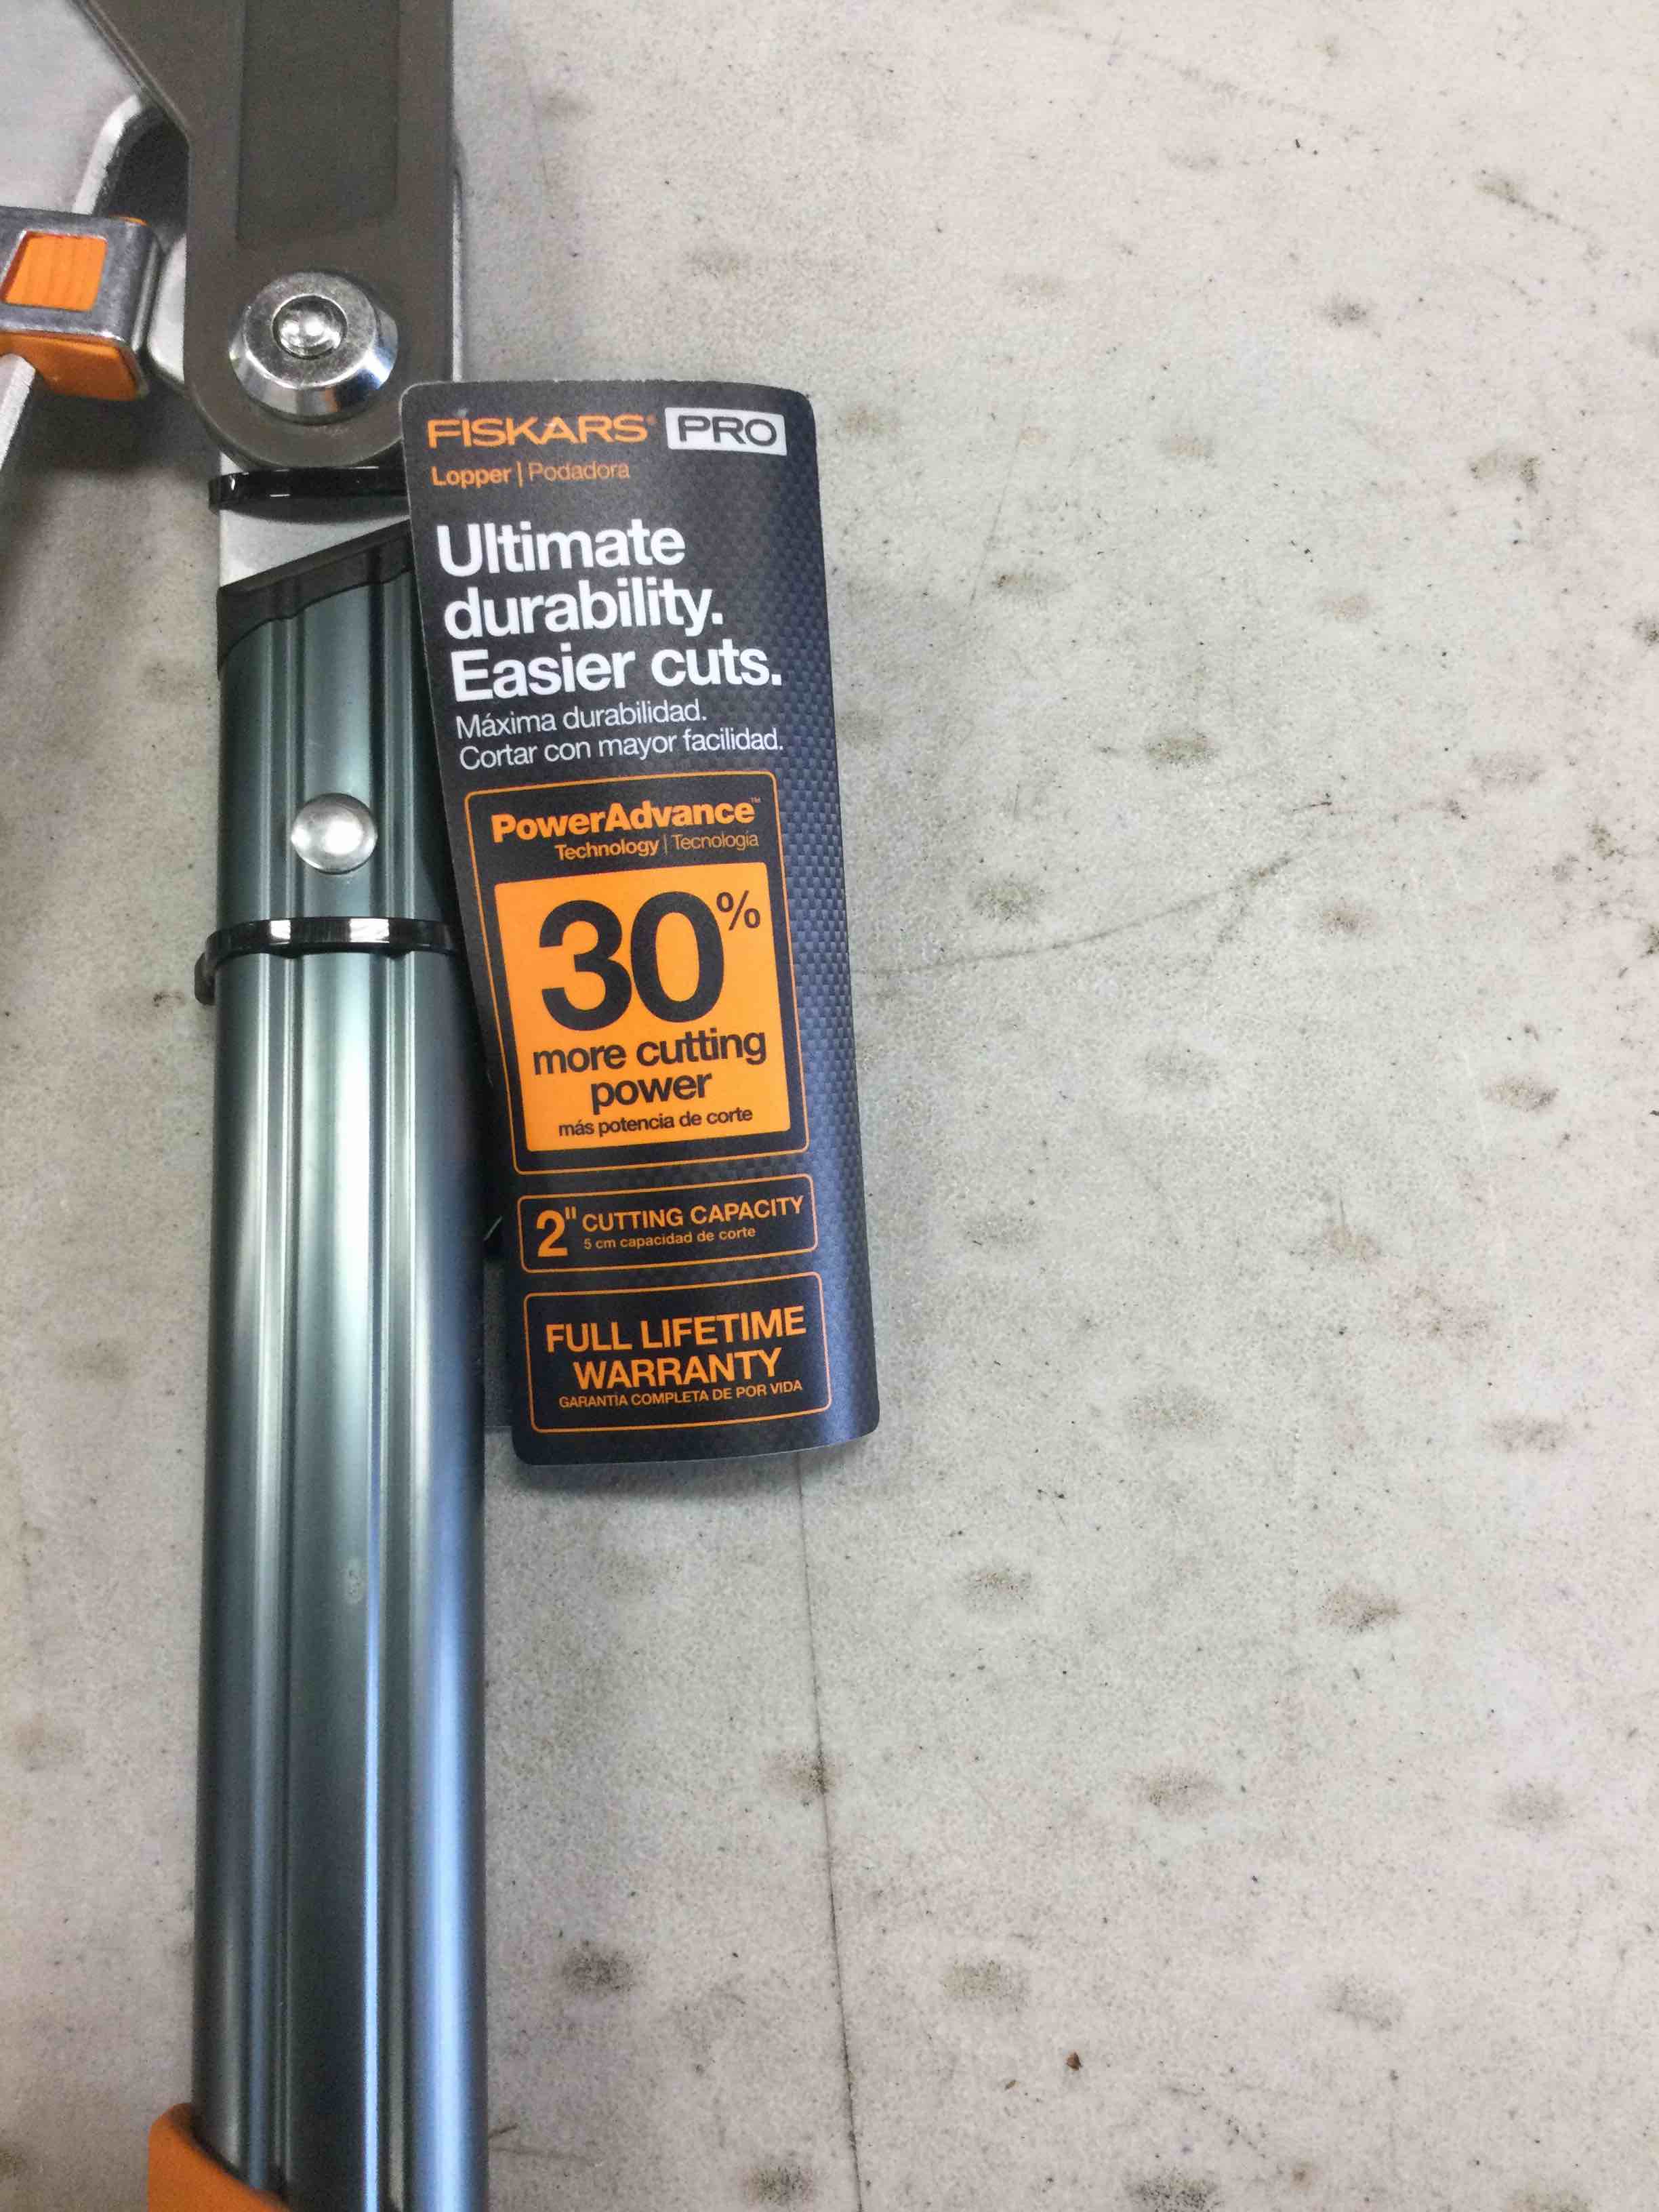 FISKARS® PRO
Lopper | Podadora
Ultimate
durability.
Easier cuts.
Máxima durabilidad.
Cortar con mayor facilidad.
PowerAdvance™
Technology | Tecnología
30%
more cutting
power
más potencia de corte
2" CUTTING CAPACITY
5 cm capacidad de corte
FULL LIFETIME
WARRANTY
GARANTÍA COMPLETA DE POR VIDA